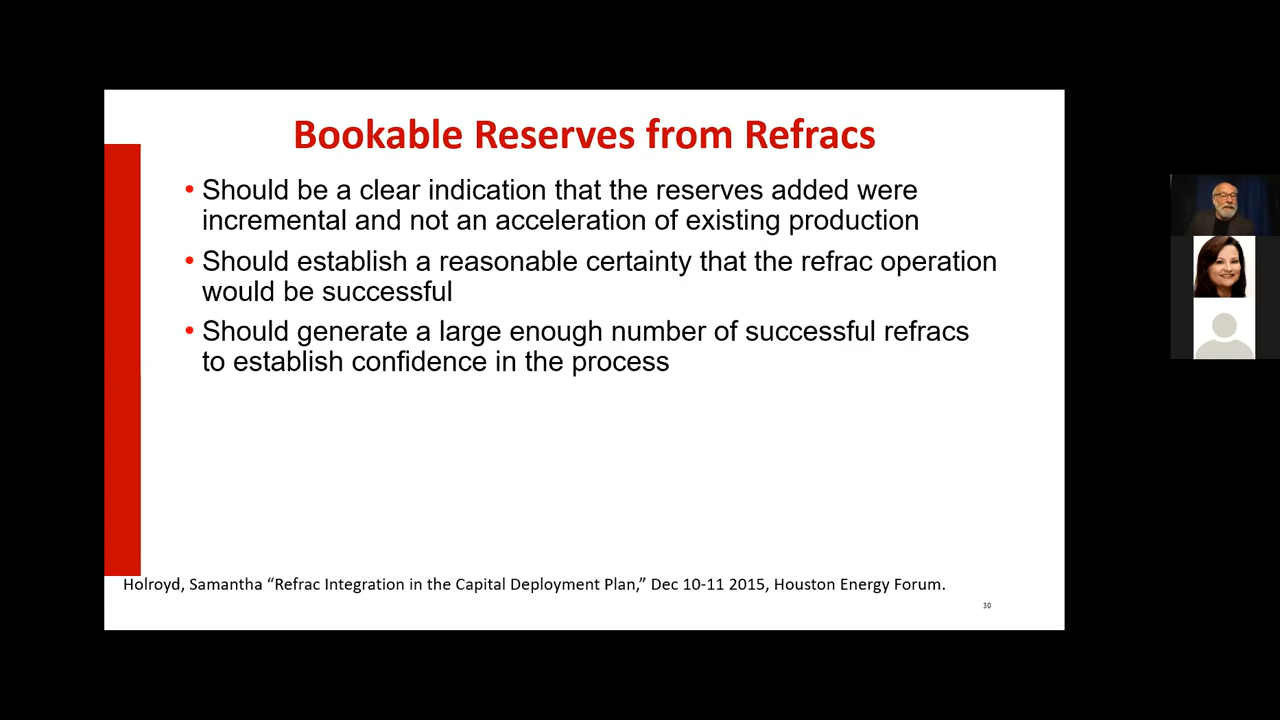 Bookable Reserves from Refracs
• Should be a clear indication that the reserves added were
incremental and not an acceleration of existing production
• Should establish a reasonable certainty that the refrac operation
would be successful
• Should generate a large enough number of successful refracs
to establish confidence in the process
Holroyd, Samantha “Refrac Integration in the Capital Deployment Plan,” Dec 10-11 2015, Houston Energy Forum.
30